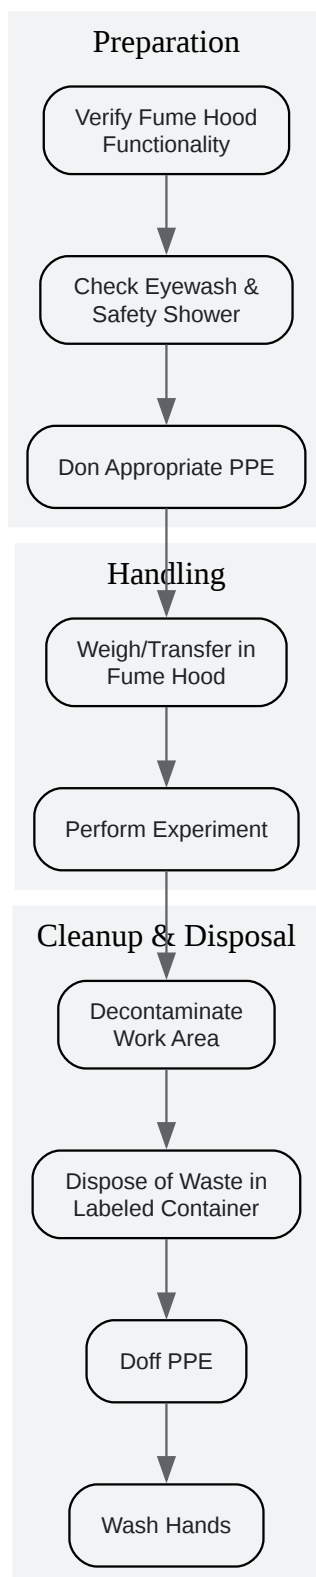 Preparation
Verify Fume Hood
Functionality
Check Eyewash &
Safety Shower
Don Appropriate PPE
Handling
Weigh/Transfer in
Fume Hood
Perform Experiment
Cleanup & Disposal
Decontaminate
Work Area
Dispose of Waste in
Labeled Container
Doff PPE
Wash Hands